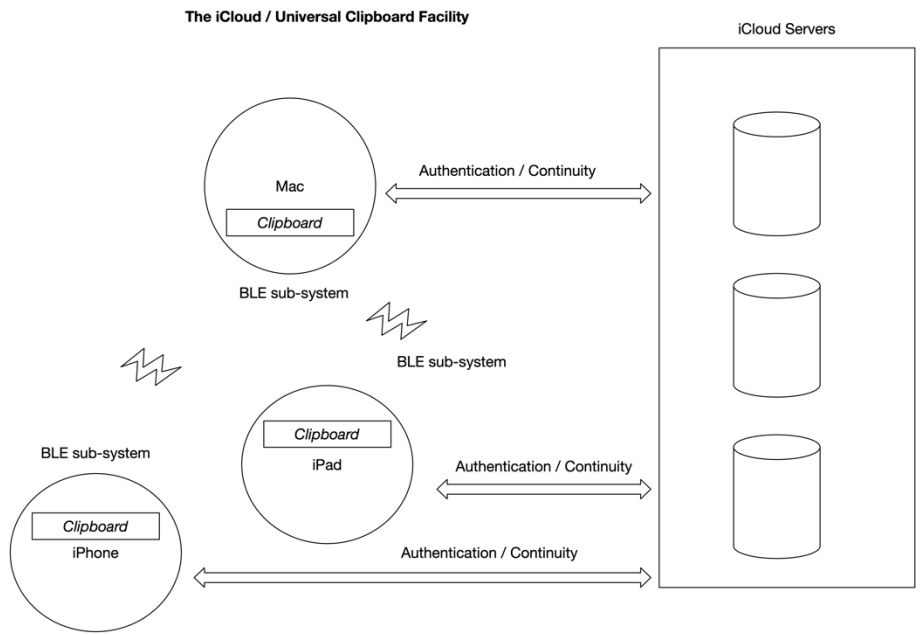 The iCloud / Universal Clipboard Facility
iCloud Servers
Authentication / Continuity
Mac
Clipboard
BLE sub-system
BLE sub-system
Clipboard
iPad
BLE sub-system
Authentication / Continuity
Clipboard
iPhone
Authentication / Continuity